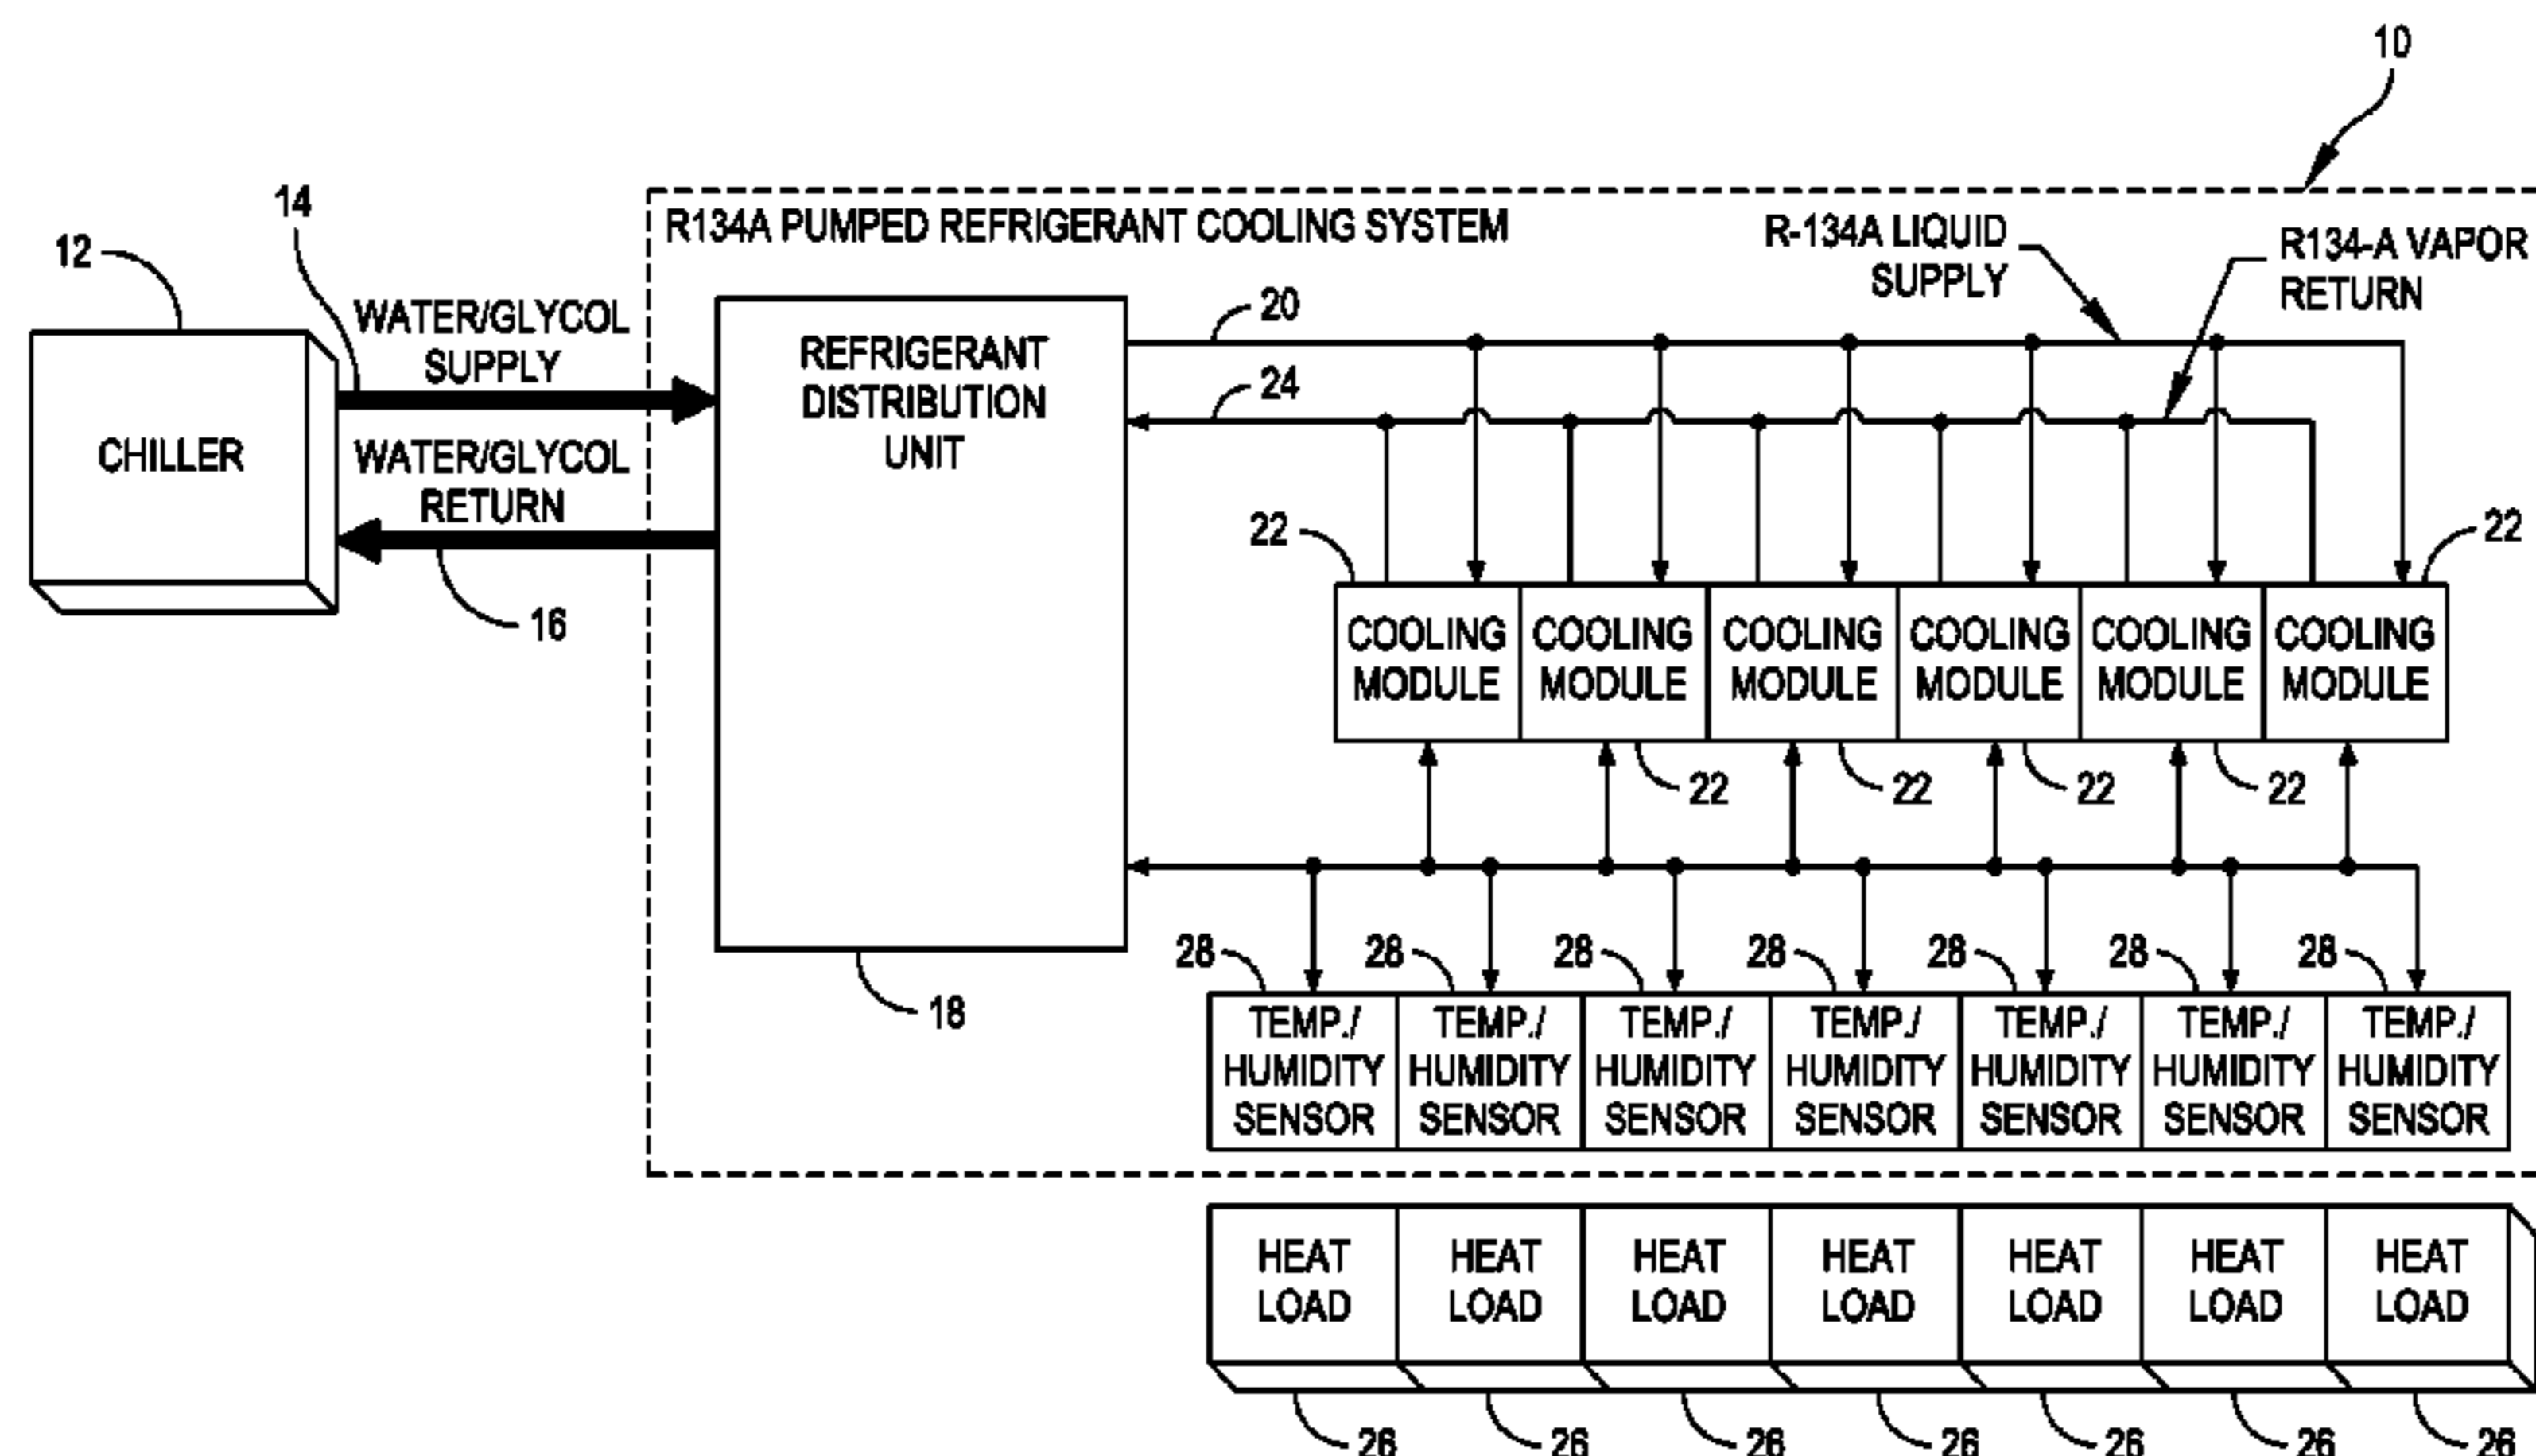 10
14
12
R134A PUMPED REFRIGERANT COOLING SYSTEM
R-134A LIQUID
SUPPLY
R134-A VAPOR
RETURN
WATER/GLYCOL
SUPPLY
CHILLER
WATER/GLYCOL
RETURN
16
REFRIGERANT
DISTRIBUTION
UNIT
18
20
24
22
22
COOLING
MODULE
COOLING
MODULE
COOLING
MODULE
COOLING
MODULE
COOLING
MODULE
COOLING
MODULE
22
22
22
22
28
28
28
28
28
28
28
TEMP./
HUMIDITY
SENSOR
TEMP./
HUMIDITY
SENSOR
TEMP./
HUMIDITY
SENSOR
TEMP./
HUMIDITY
SENSOR
TEMP./
HUMIDITY
SENSOR
TEMP./
HUMIDITY
SENSOR
TEMP./
HUMIDITY
SENSOR
HEAT
LOAD
HEAT
LOAD
HEAT
LOAD
HEAT
LOAD
HEAT
LOAD
HEAT
LOAD
HEAT
LOAD
26
26
26
26
26
26
26